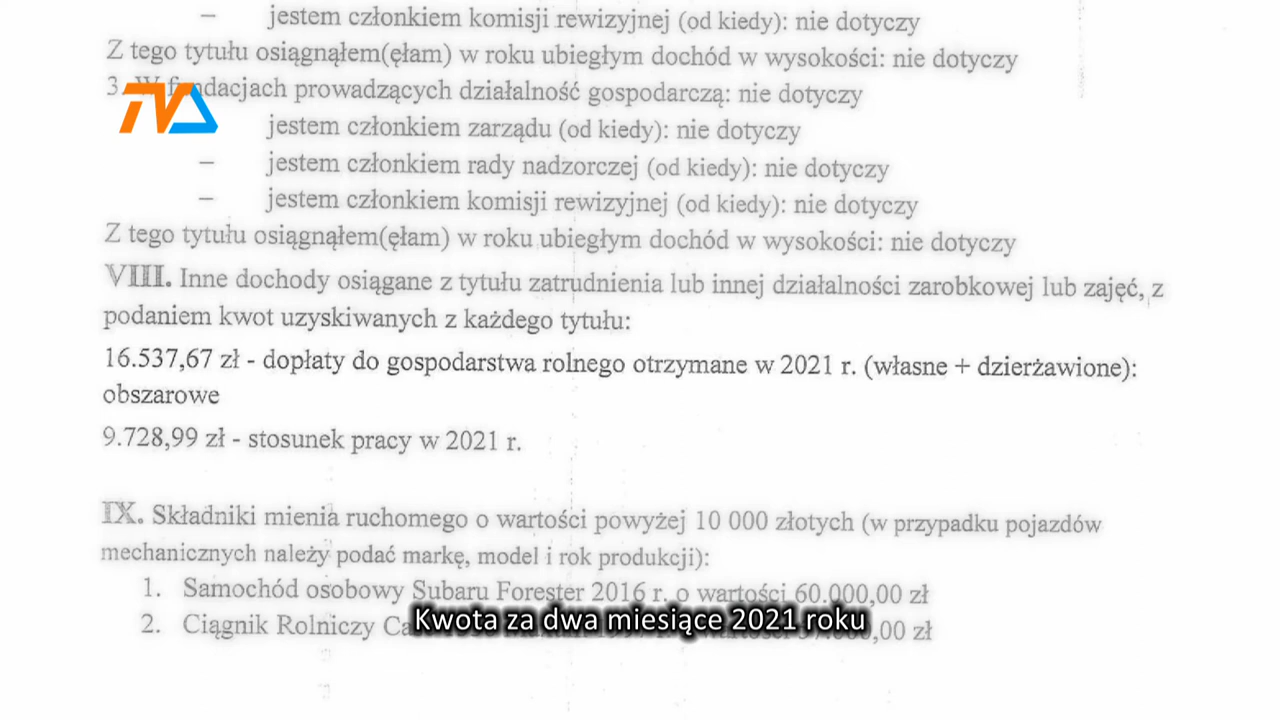 – jestem członkiem komisji rewizyjnej (od kiedy): nie dotyczy
Z tego tytułu osiągnąłem(ęłam) w roku ubiegłym dochód w wysokości: nie dotyczy
3. W fundacjach prowadzących działalność gospodarczą: nie dotyczy
TVA
jestem członkiem zarządu (od kiedy): nie dotyczy
– jestem członkiem rady nadzorczej (od kiedy): nie dotyczy
– jestem członkiem komisji rewizyjnej (od kiedy): nie dotyczy
Z tego tytułu osiągnąłem(ęłam) w roku ubiegłym dochód w wysokości: nie dotyczy
VIII. Inne dochody osiągane z tytułu zatrudnienia lub innej działalności zarobkowej lub zajęć, z
podaniem kwot uzyskiwanych z każdego tytułu:
16.537,67 zł - dopłaty do gospodarstwa rolnego otrzymane w 2021 r. (własne + dzierżawione):
obszarowe
9.728,99 zł - stosunek pracy w 2021 r.
IX. Składniki mienia ruchomego o wartości powyżej 10 000 złotych (w przypadku pojazdów
mechanicznych należy podać markę, model i rok produkcji):
1. Samochód osobowy Subaru Forester 2016 r. o wartości 60.000,00 zł
2. Ciągnik Rolniczy
Kwota za dwa miesiące 2021 roku
zł